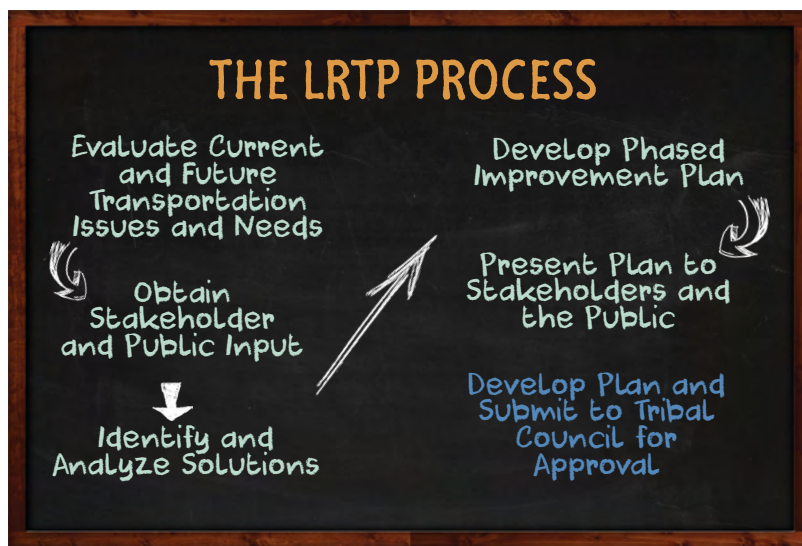 THE LRTP PROCESS
Evaluate Current
and Future
Transportation
Issues and Needs
Obtain
Stakeholder
and Public Input
Identify and
Analyze Solutions
Develop Phased
Improvement Plan
Present Plan to
Stakeholders and
the Public
Develop Plan and
Submit to Tribal
Council for
Approval